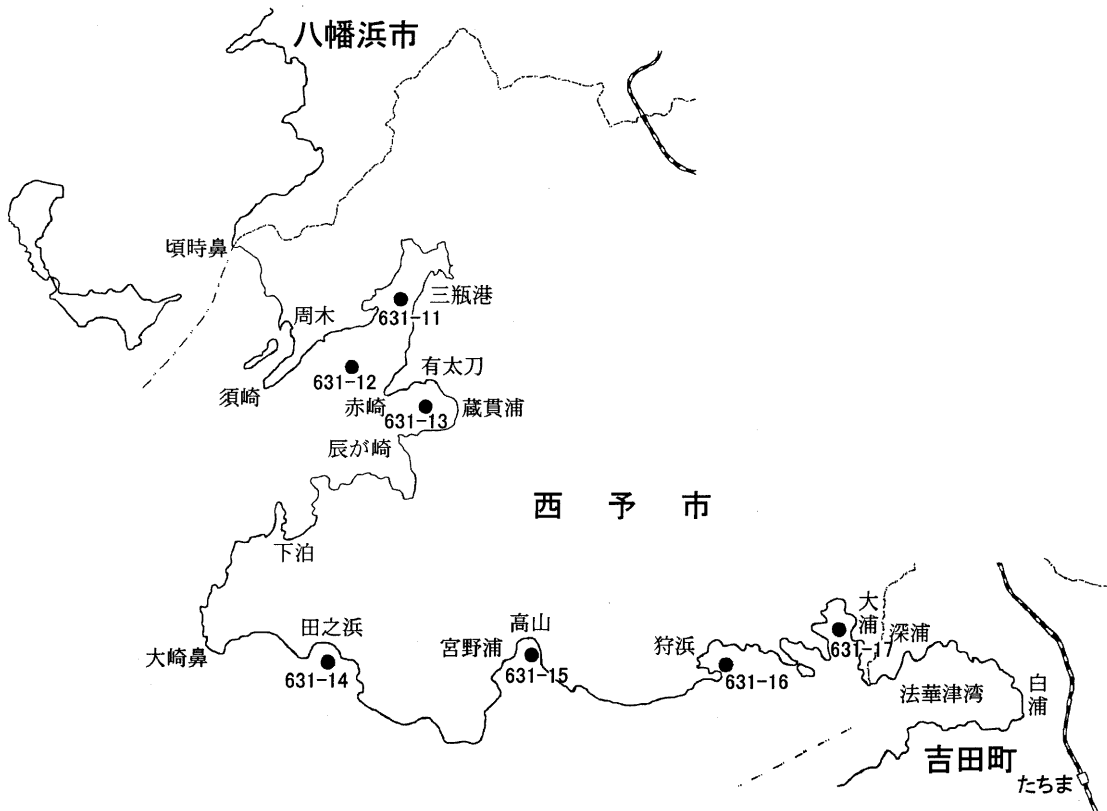 八幡浜市
頃時鼻
三瓶港
631-11
周木
須崎
631-12
有太刀
赤崎
631-13
蔵貫浦
辰が崎
西予市
下泊
大崎鼻
田之浜
631-14
宮野浦
高山
631-15
狩浜
631-16
大浦
631-17
深浦
法華津湾
白浦
吉田町
たちま